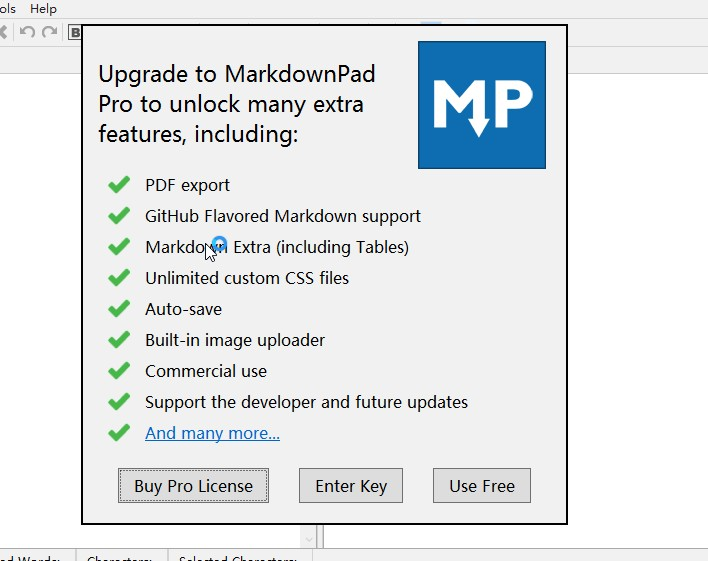 Help
B
Upgrade to MarkdownPad
Pro to unlock many extra
features, including:
MP
PDF export
GitHub Flavored Markdown support
Markdown Extra (including Tables)
Unlimited custom CSS files
Auto-save
Built-in image uploader
Commercial use
Support the developer and future updates
And many more...
Buy Pro License Enter Key Use Free
Words: Characters: Selected Characters: